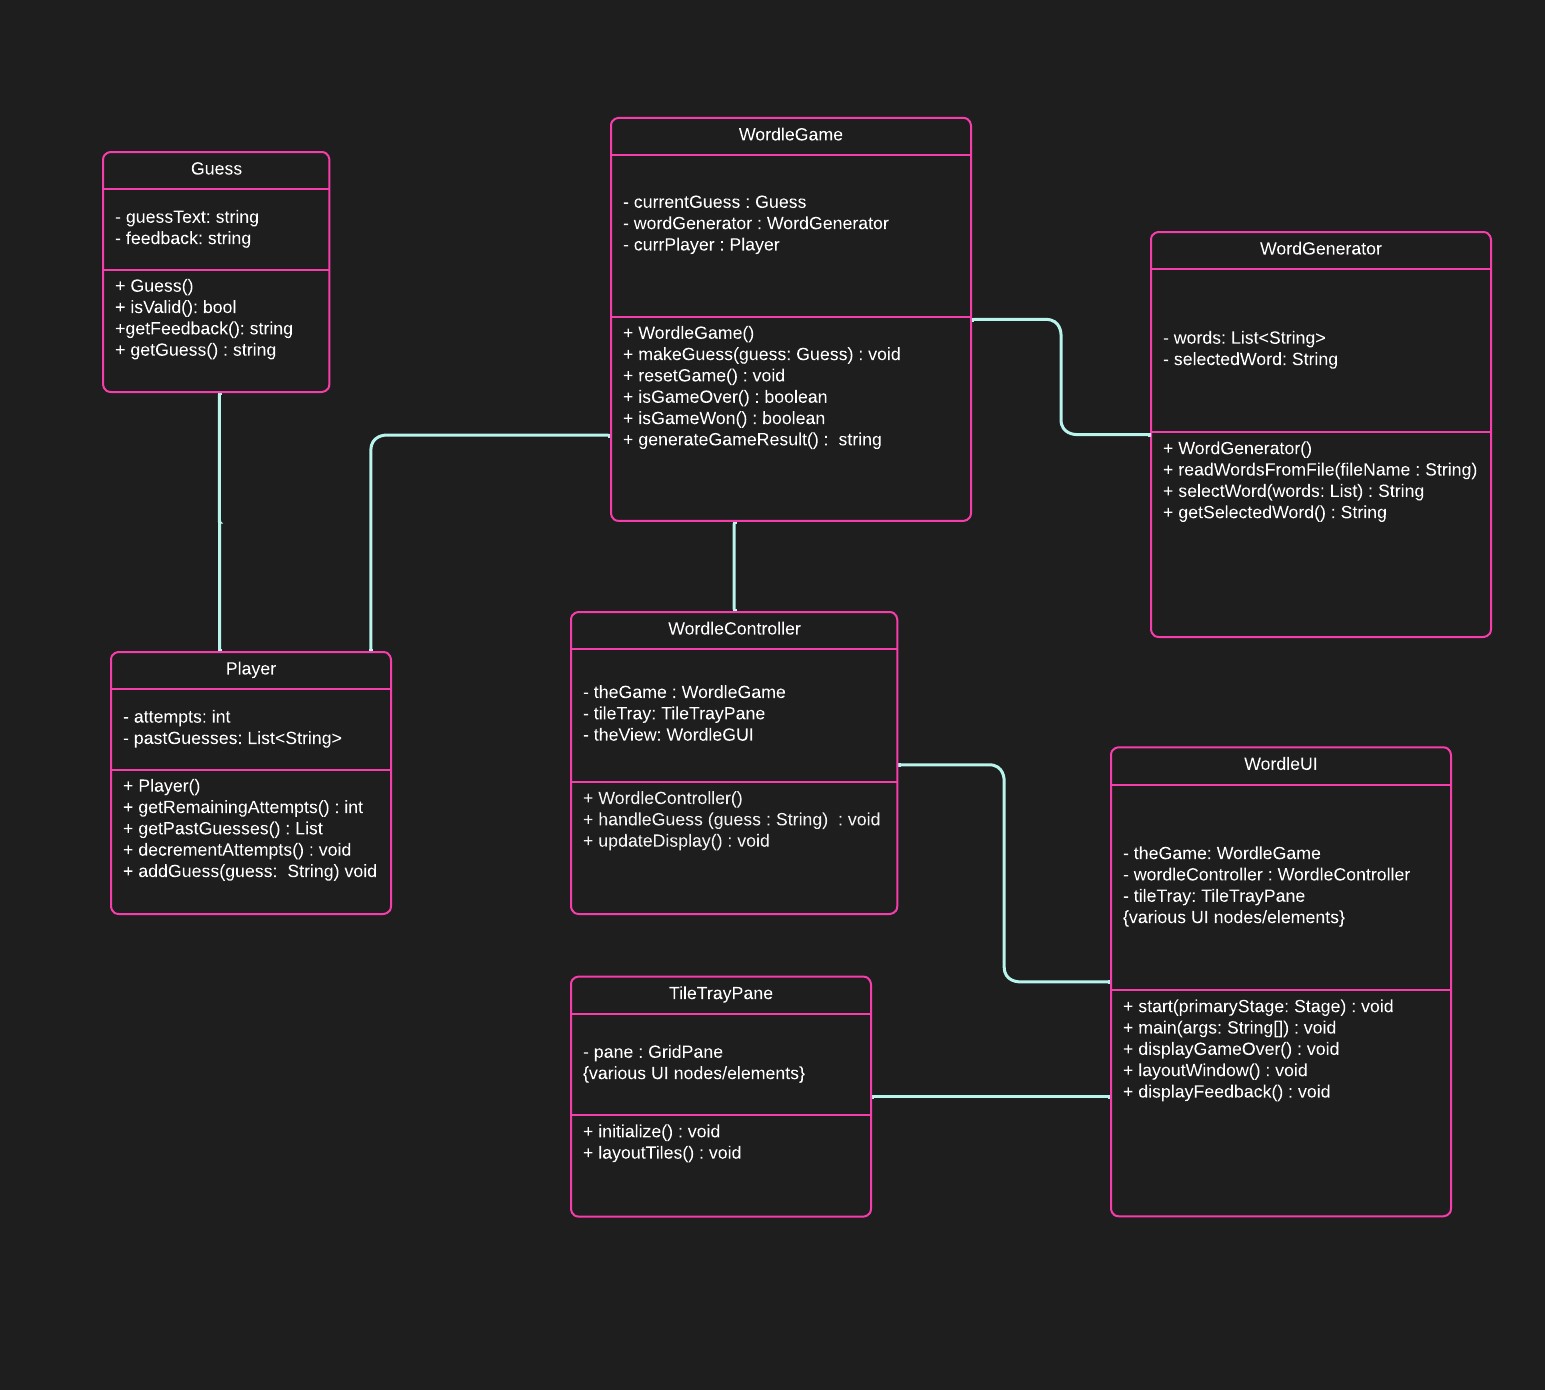 Guess
- guessText: string
- feedback: string
+ Guess()
+ isValid(): bool
+getFeedback(): string
+ getGuess() : string
WordleGame
- currentGuess : Guess
- wordGenerator : WordGenerator
- currPlayer : Player
+ WordleGame()
+ makeGuess(guess: Guess) : void
+ resetGame() : void
+ isGameOver() : boolean
+ isGameWon() : boolean
+ generateGameResult() :  string
WordGenerator
- words: List<String>
- selectedWord: String
+ WordGenerator()
+ readWordsFromFile(fileName : String)
+ selectWord(words: List) : String
+ getSelectedWord() : String
Player
- attempts: int
- pastGuesses: List<String>
+ Player()
+ getRemainingAttempts() : int
+ getPastGuesses() : List
+ decrementAttempts() : void
+ addGuess(guess:  String) void
WordleController
- theGame : WordleGame
- tileTray: TileTrayPane
- theView: WordleGUI
+ WordleController()
+ handleGuess (guess : String)  : void
+ updateDisplay() : void
WordleUI
- theGame: WordleGame
- wordleController : WordleController
- tileTray: TileTrayPane
{various UI nodes/elements}
+ start(primaryStage: Stage) : void
+ main(args: String[]) : void
+ displayGameOver() : void
+ layoutWindow() : void
+ displayFeedback() : void
TileTrayPane
- pane : GridPane
{various UI nodes/elements}
+ initialize() : void
+ layoutTiles() : void